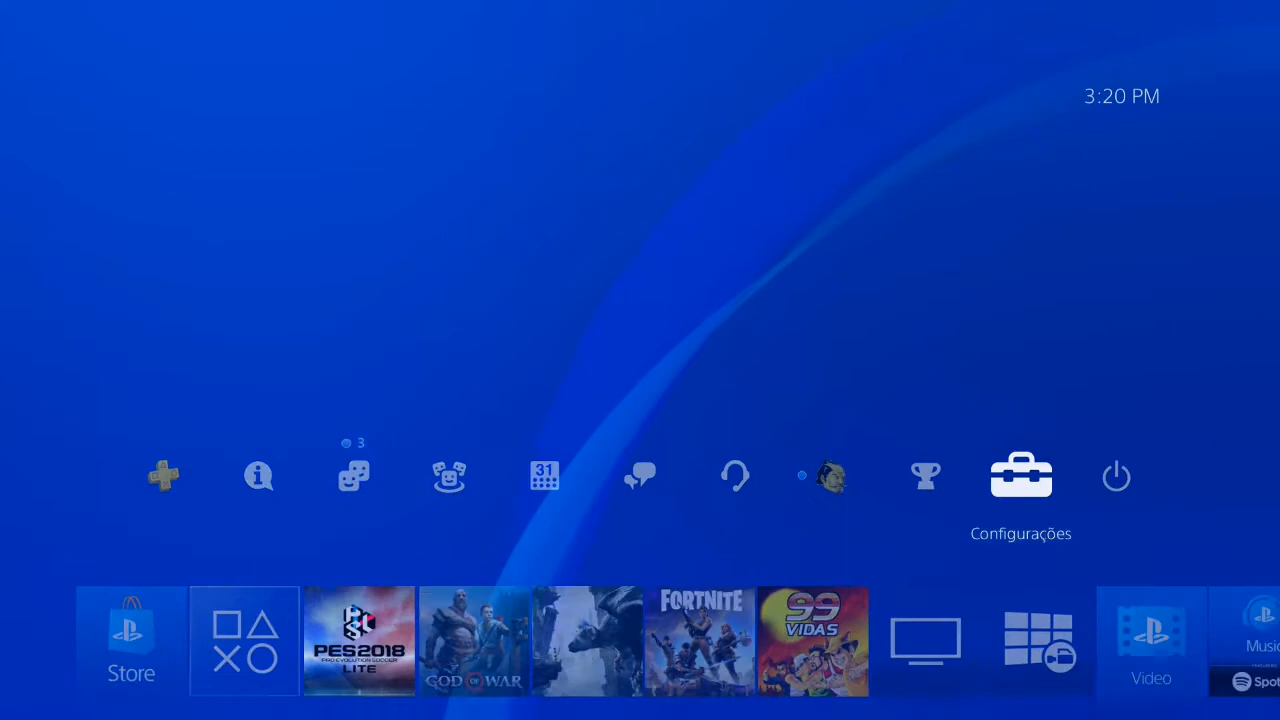 3:20 PM
3
31
Configurações
Store
PES2018
PRO EVOLUTION SOCCER
LITE
GOD OF WAR
FORTNITE
99
VIDAS
Video
Music
Spot